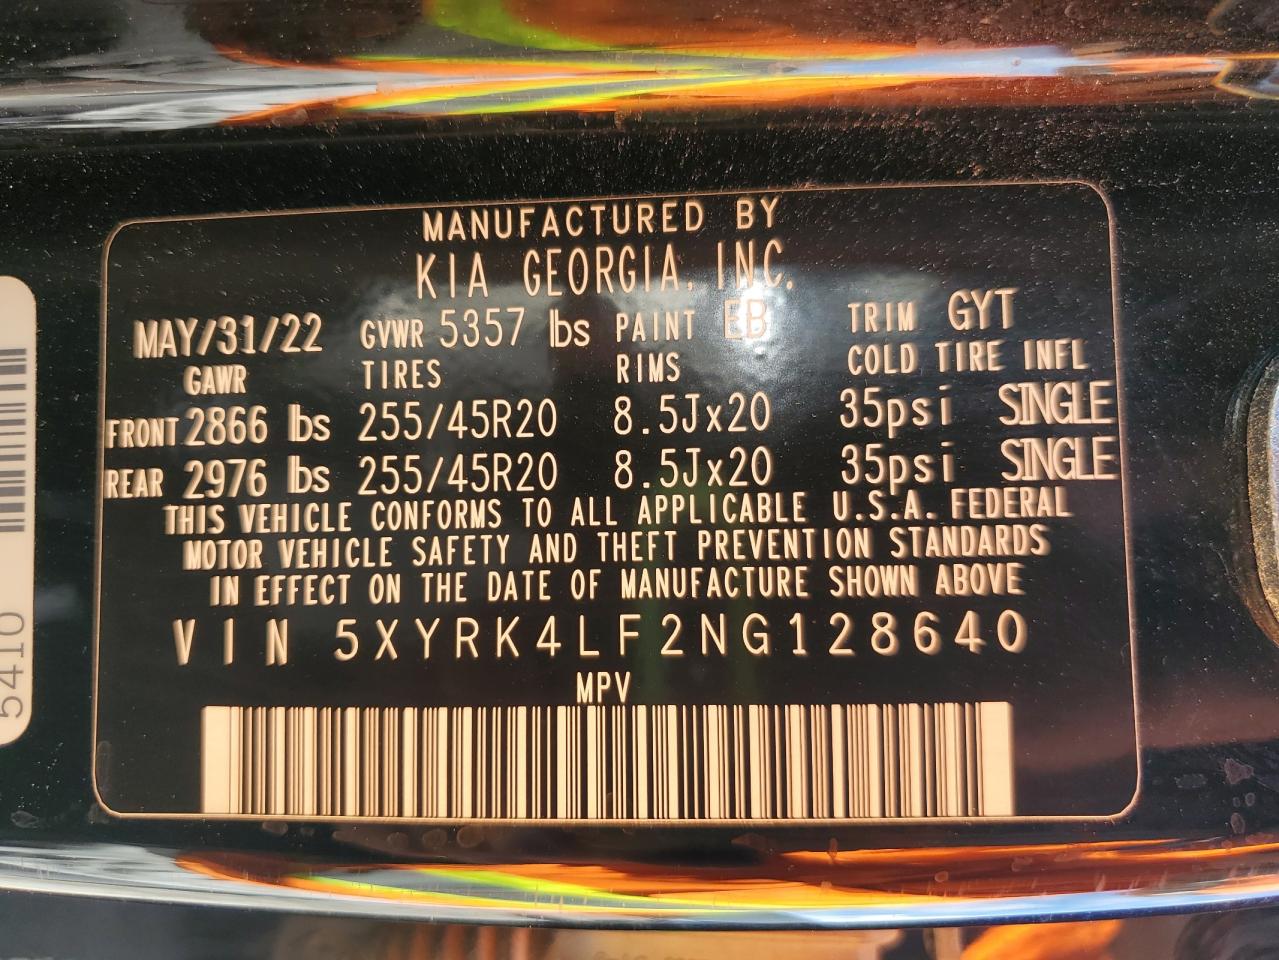 MANUFACTURED BY
KIA GEORGIA, INC.
MAY/31/22 GVWR 5357 lbs PAINT EB TRIM GYT
GAWR TIRES RIMS COLD TIRE INFL
FRONT 2866 lbs 255/45R20 8.5Jx20 35psi SINGLE
REAR 2976 lbs 255/45R20 8.5Jx20 35psi SINGLE
THIS VEHICLE CONFORMS TO ALL APPLICABLE U.S.A. FEDERAL
MOTOR VEHICLE SAFETY AND THEFT PREVENTION STANDARDS
IN EFFECT ON THE DATE OF MANUFACTURE SHOWN ABOVE
VIN 5XYRK4LF2NG128640
MPV
5410